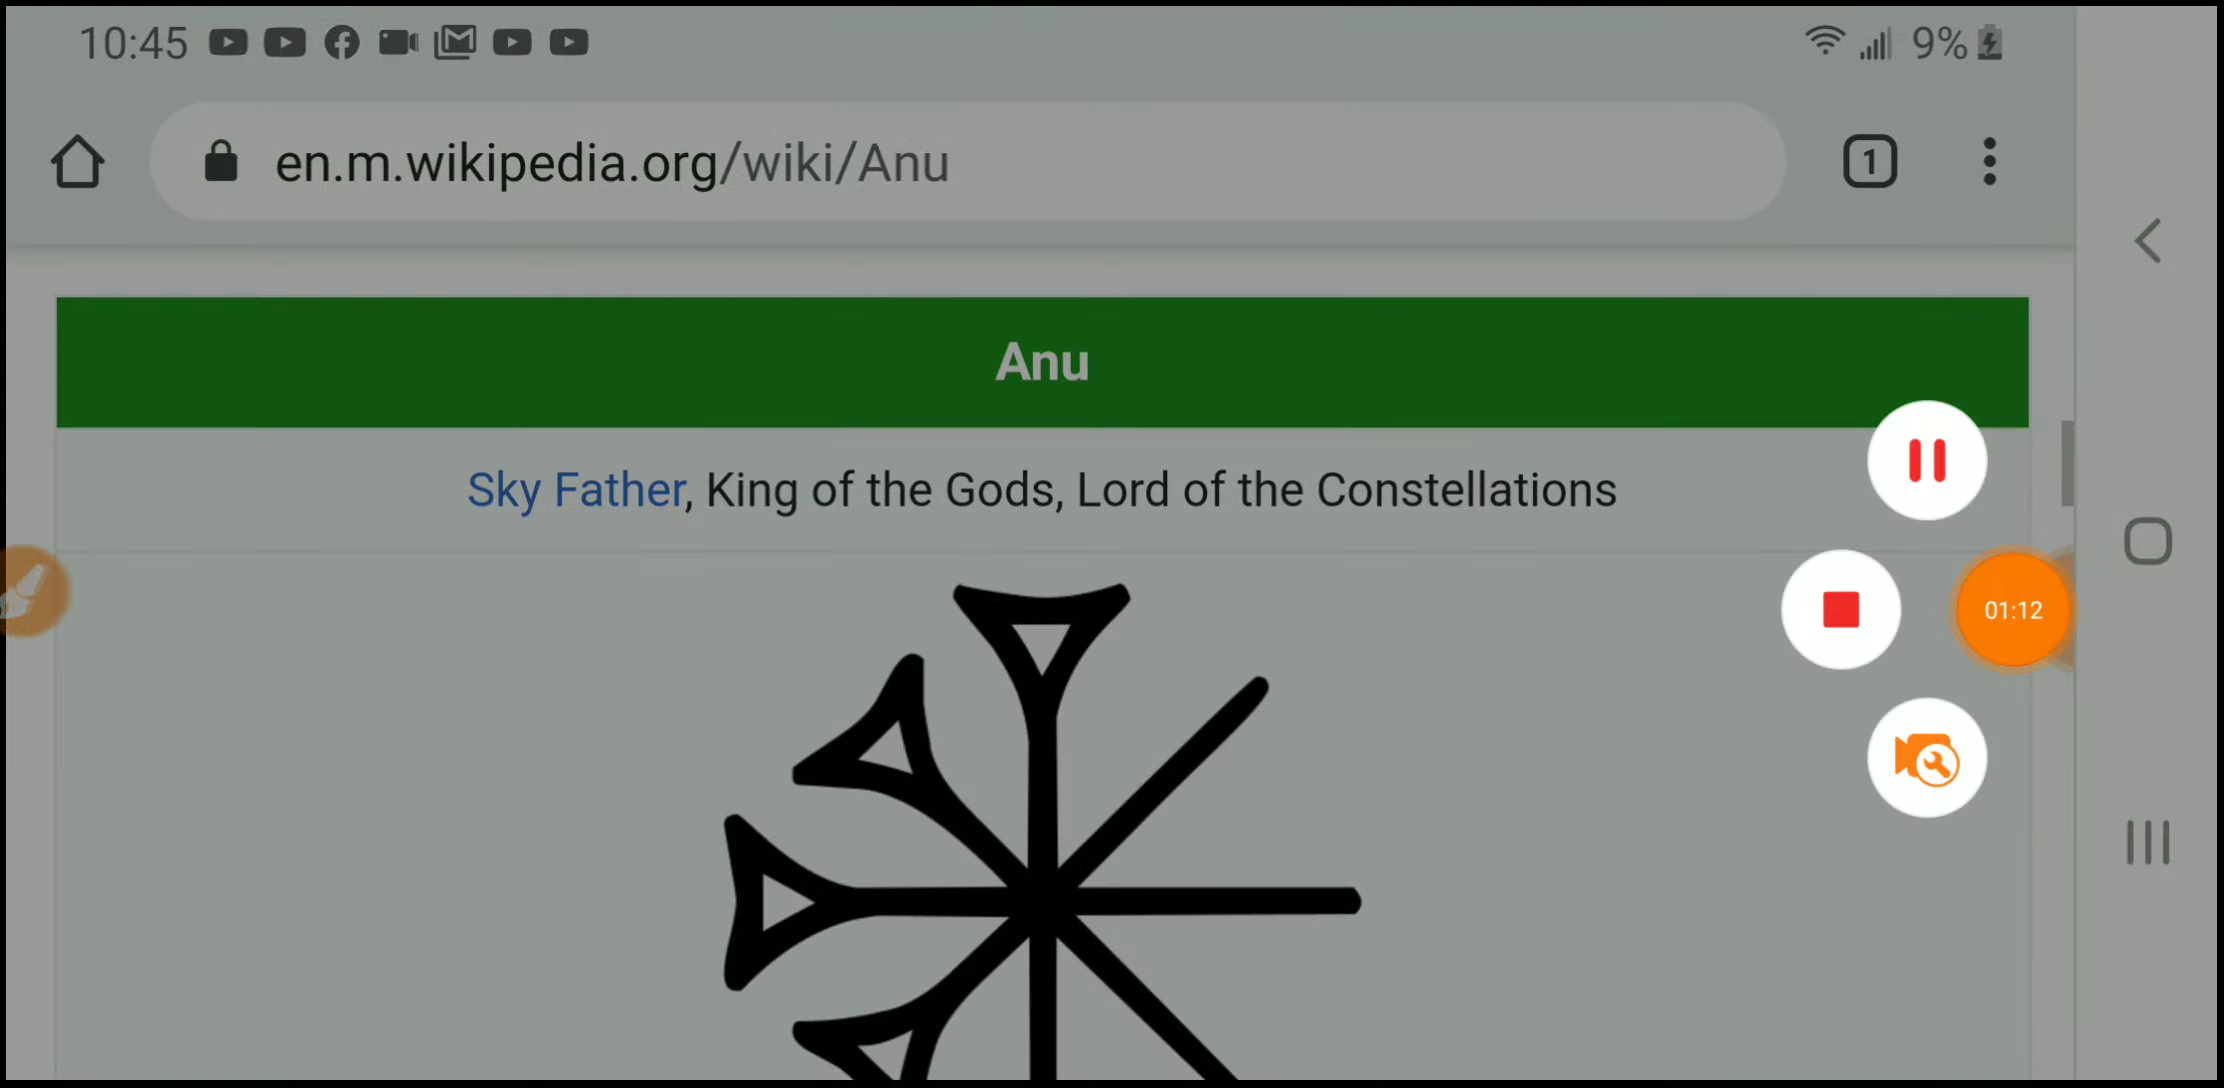 10:45
9%
en.m.wikipedia.org/wiki/Anu
1
Anu
Sky Father, King of the Gods, Lord of the Constellations
01:12